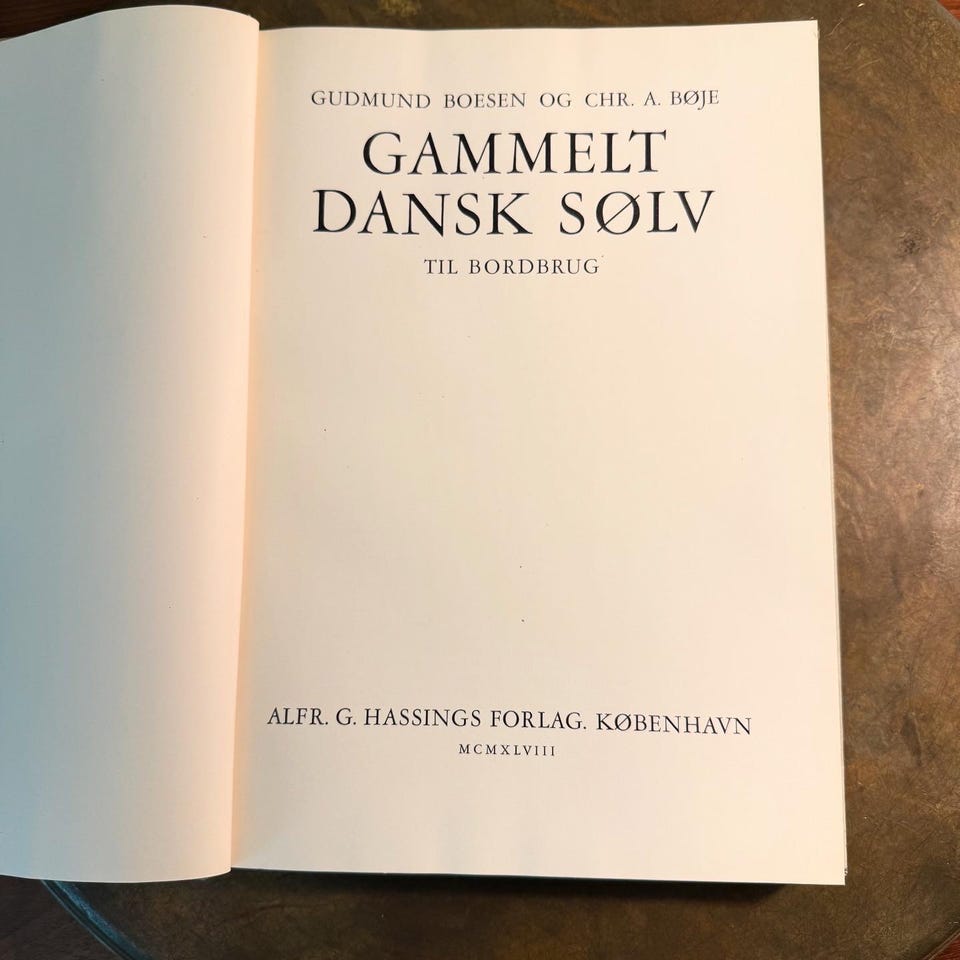 GUDMUND BOESEN OG CHR. A. BØJE
GAMMELT
DANSK SØLV
TIL BORDBRUG
ALFR. G. HASSINGS FORLAG. KØBENHAVN
MCMXLVIII